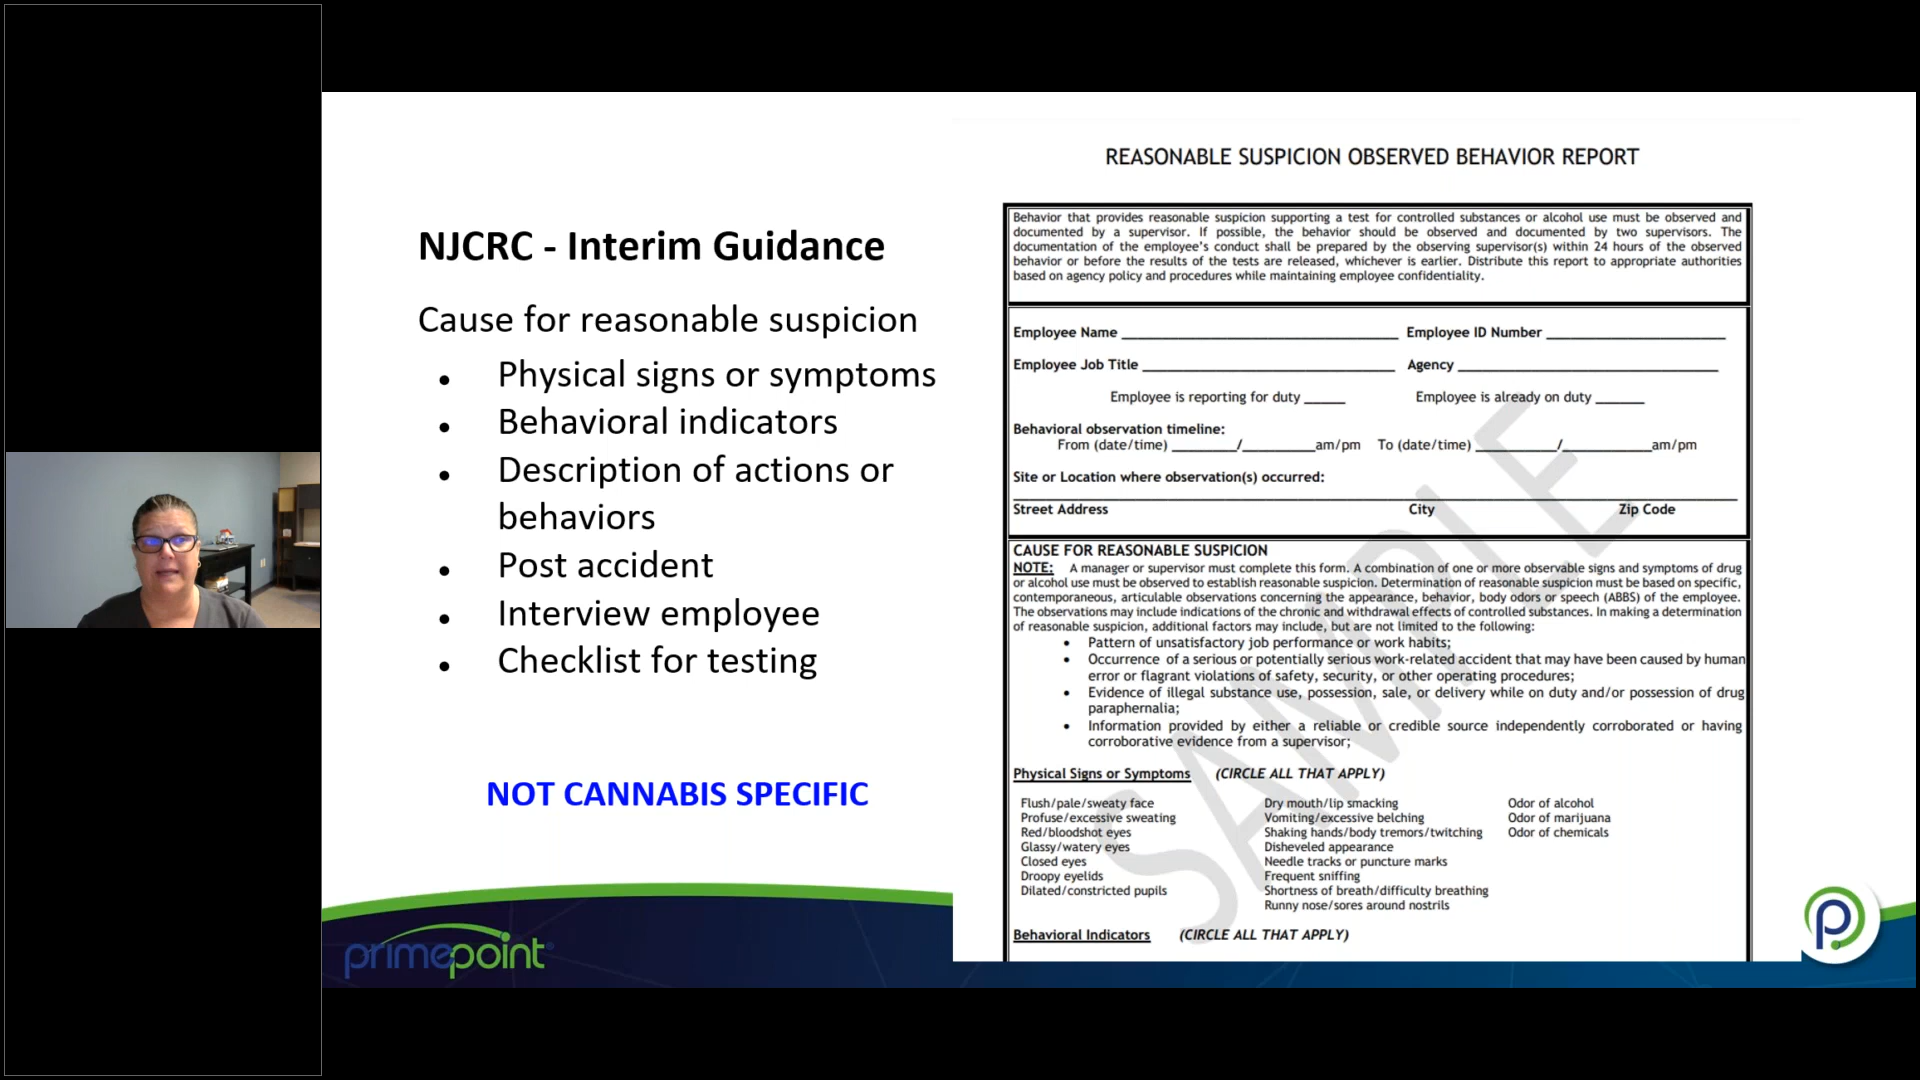 NJCRC - Interim Guidance
Cause for reasonable suspicion
• Physical signs or symptoms
• Behavioral indicators
• Description of actions or
behaviors
• Post accident
• Interview employee
• Checklist for testing
NOT CANNABIS SPECIFIC
primepoint®
REASONABLE SUSPICION OBSERVED BEHAVIOR REPORT
Behavior that provides reasonable suspicion supporting a test for controlled substances or alcohol use must be observed and
documented by a supervisor. If possible, the behavior should be observed and documented by two supervisors. The
documentation of the employee's conduct shall be prepared by the observing supervisor(s) within 24 hours of the observed
behavior or before the results of the tests are released, whichever is earlier. Distribute this report to appropriate authorities
based on agency policy and procedures while maintaining employee confidentiality.
Employee Name ____ Employee ID Number ____
Employee Job Title ____ Agency ____
Employee is reporting for duty ____ Employee is already on duty ____
Behavioral observation timeline:
From (date/time) ____/____am/pm To (date/time) ____/____am/pm
Site or Location where observation(s) occurred:
Street Address City Zip Code
CAUSE FOR REASONABLE SUSPICION
NOTE: A manager or supervisor must complete this form. A combination of one or more observable signs and symptoms of drug
or alcohol use must be observed to establish reasonable suspicion. Determination of reasonable suspicion must be based on specific,
contemporaneous, articulable observations concerning the appearance, behavior, body odors or speech (ABBS) of the employee.
The observations may include indications of the chronic and withdrawal effects of controlled substances. In making a determination
of reasonable suspicion, additional factors may include, but are not limited to the following:
• Pattern of unsatisfactory job performance or work habits;
• Occurrence of a serious or potentially serious work-related accident that may have been caused by human
error or flagrant violations of safety, security, or other operating procedures;
• Evidence of illegal substance use, possession, sale, or delivery while on duty and/or possession of drug
paraphernalia;
• Information provided by either a reliable or credible source independently corroborated or having
corroborative evidence from a supervisor;
Physical Signs or Symptoms (CIRCLE ALL THAT APPLY)
Flush/pale/sweaty face Dry mouth/lip smacking Odor of alcohol
Profuse/excessive sweating Vomiting/excessive belching Odor of marijuana
Red/bloodshot eyes Shaking hands/body tremors/twitching Odor of chemicals
Glassy/watery eyes Disheveled appearance
Closed eyes Needle tracks or puncture marks
Droopy eyelids Frequent sniffing
Dilated/constricted pupils Shortness of breath/difficulty breathing
Runny nose/sores around nostrils
Behavioral Indicators (CIRCLE ALL THAT APPLY)
SAMPLE